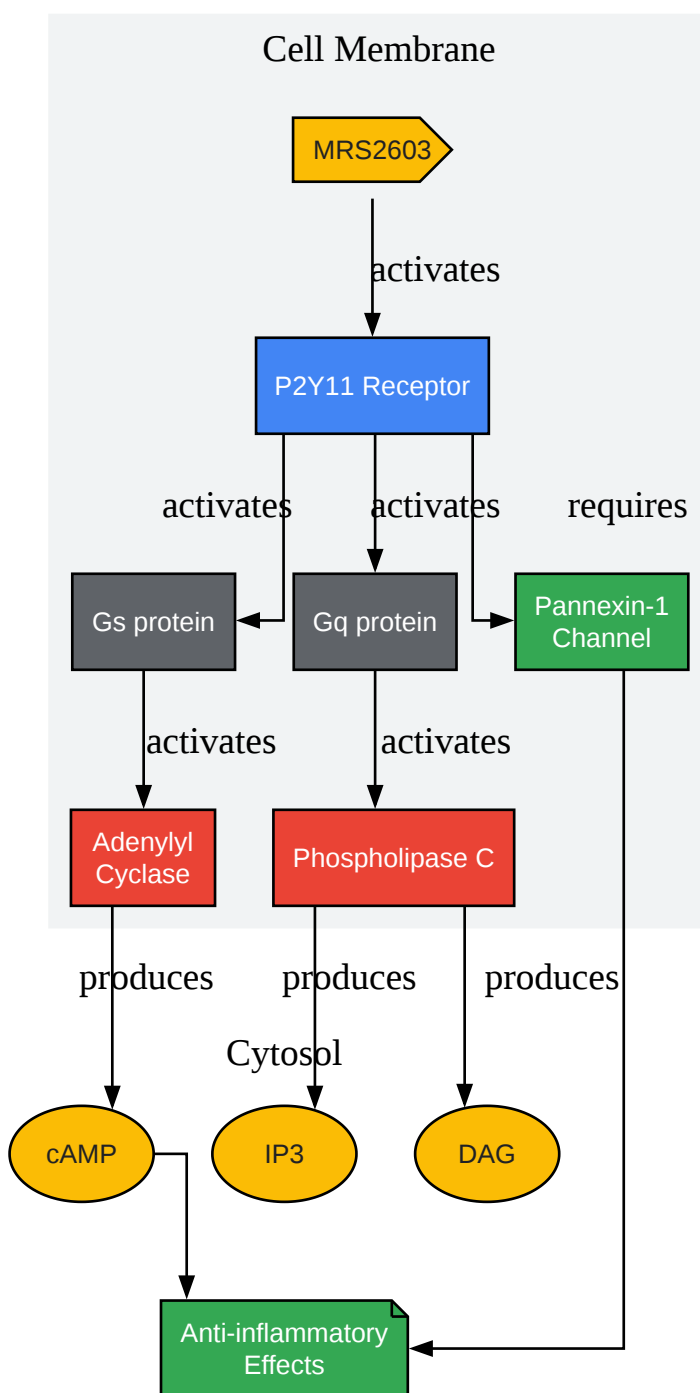 Cell Membrane
MRS2603
activates
P2Y11 Receptor
activates
activates
requires
Gs protein
Gq protein
Pannexin-1
Channel
activates
activates
Adenylyl
Cyclase
Phospholipase C
produces
produces
produces
Cytosol
cAMP
IP3
DAG
Anti-inflammatory
Effects